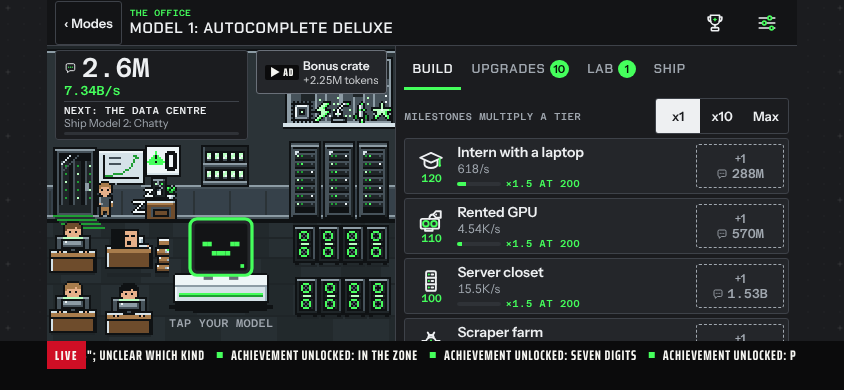 ‹ Modes
THE OFFICE
MODEL 1: AUTOCOMPLETE DELUXE
2.6M
7.34B/s
NEXT: THE DATA CENTRE
Ship Model 2: Chatty
AD
Bonus crate
+2.25M tokens
Z
Z
TAP YOUR MODEL
BUILD
UPGRADES 10
LAB 1
SHIP
MILESTONES MULTIPLY A TIER
x1
x10
Max
Intern with a laptop
120
618/s
×1.5 AT 200
+1
288M
Rented GPU
110
4.54K/s
×1.5 AT 200
+1
570M
Server closet
100
15.5K/s
×1.5 AT 200
+1
1.53B
Scraper farm
+1
LIVE
"; UNCLEAR WHICH KIND ■ ACHIEVEMENT UNLOCKED: IN THE ZONE ■ ACHIEVEMENT UNLOCKED: SEVEN DIGITS ■ ACHIEVEMENT UNLOCKED: P